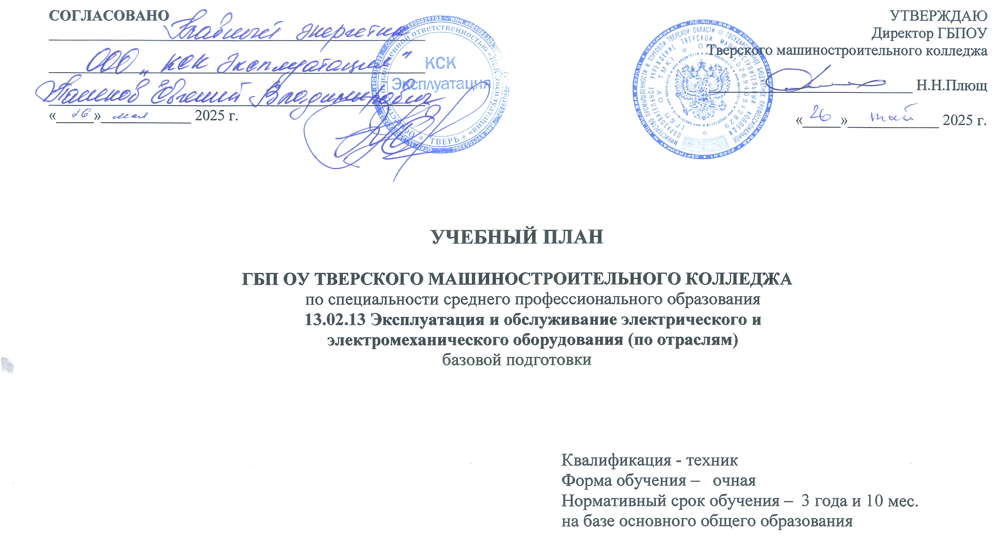 СОГЛАСОВАНО
Главный энергетик
ООО „КСК Эксплуатация"
Евгений Владимирович
«26» мая 2025 г.
КСК
Эксплуатация
* ТВЕРЬ *
УТВЕРЖДАЮ
Директор ГБПОУ
Тверского машиностроительного колледжа
Н.Н.Плющ
«26» май 2025 г.
УЧЕБНЫЙ ПЛАН
ГБП ОУ ТВЕРСКОГО МАШИНОСТРОИТЕЛЬНОГО КОЛЛЕДЖА
по специальности среднего профессионального образования
13.02.13 Эксплуатация и обслуживание электрического и
электромеханического оборудования (по отраслям)
базовой подготовки
Квалификация - техник
Форма обучения – очная
Нормативный срок обучения – 3 года и 10 мес.
на базе основного общего образования